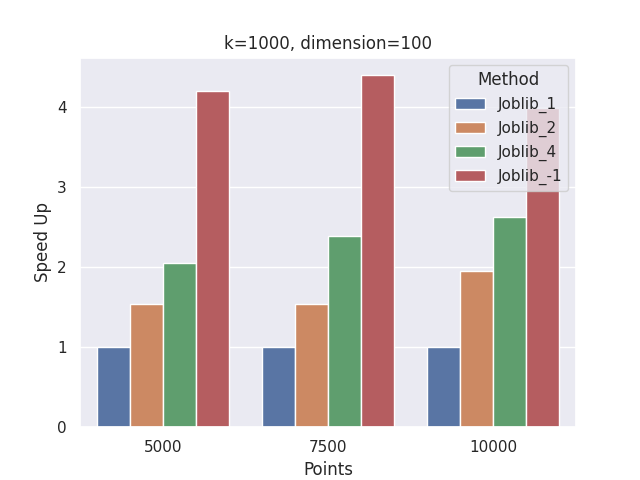 k=1000, dimension=100
Speed Up
4
3
2
1
0
5000
7500
10000
Points
Method
Joblib_1
Joblib_2
Joblib_4
Joblib_-1